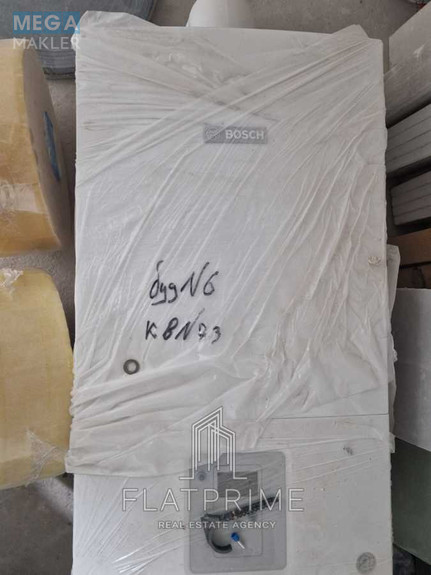 MEGA
MAKLER
BOSCH
буд N6
КВ N73
FLATPRIME
REAL ESTATE AGENCY